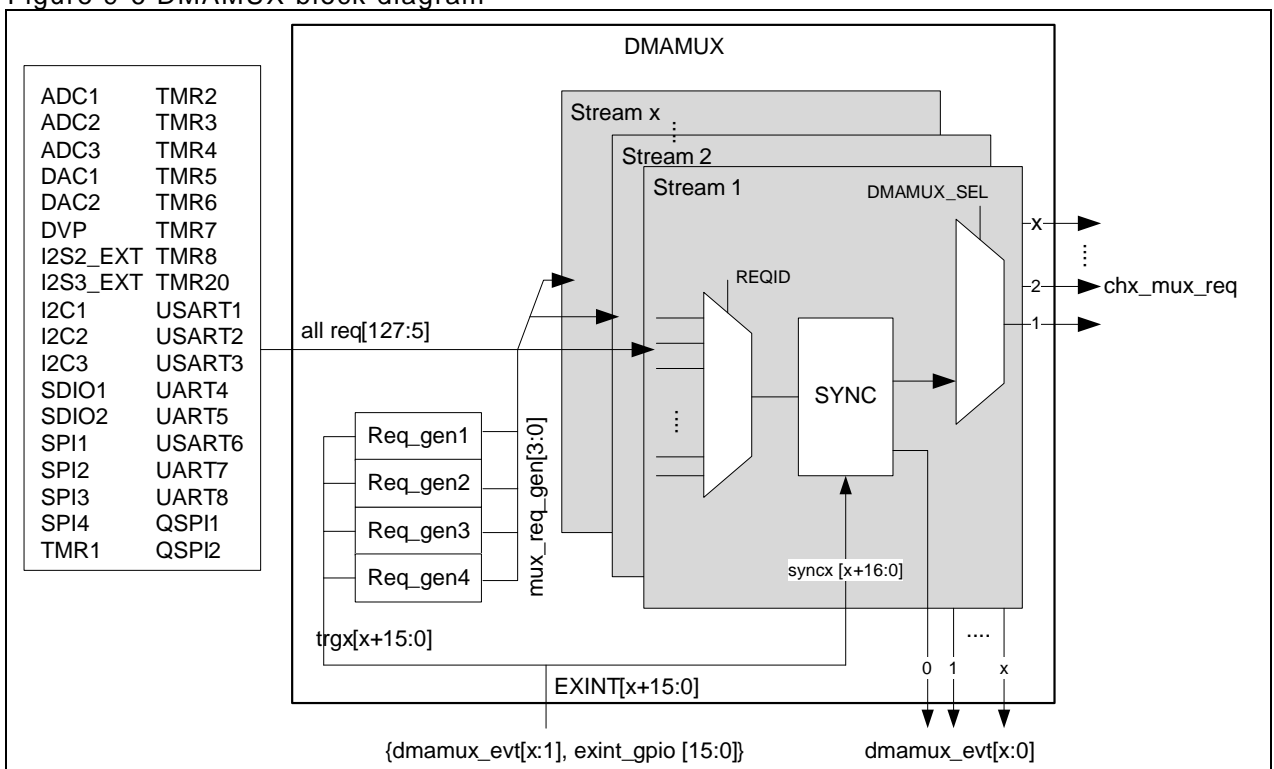 Figure 9-6 DMAMUX block diagram
DMAMUX
ADC1 TMR2
ADC2 TMR3
ADC3 TMR4
DAC1 TMR5
DAC2 TMR6
DVP TMR7
I2S2_EXT TMR8
I2S3_EXT TMR20
I2C1 USART1
I2C2 USART2
I2C3 USART3
SDIO1 UART4
SDIO2 UART5
SPI1 USART6
SPI2 UART7
SPI3 UART8
SPI4 QSPI1
TMR1 QSPI2
all req[127:5]
Req_gen1
Req_gen2
Req_gen3
Req_gen4
mux_req_gen[3:0]
trgx[x+15:0]
Stream x
....
Stream 2
Stream 1
REQID
....
SYNC
DMAMUX_SEL
syncx [x+16:0]
x
....
2
1
chx_mux_req
....
0 1 x
EXINT[x+15:0]
{dmamux_evt[x:1], exint_gpio [15:0]}
dmamux_evt[x:0]